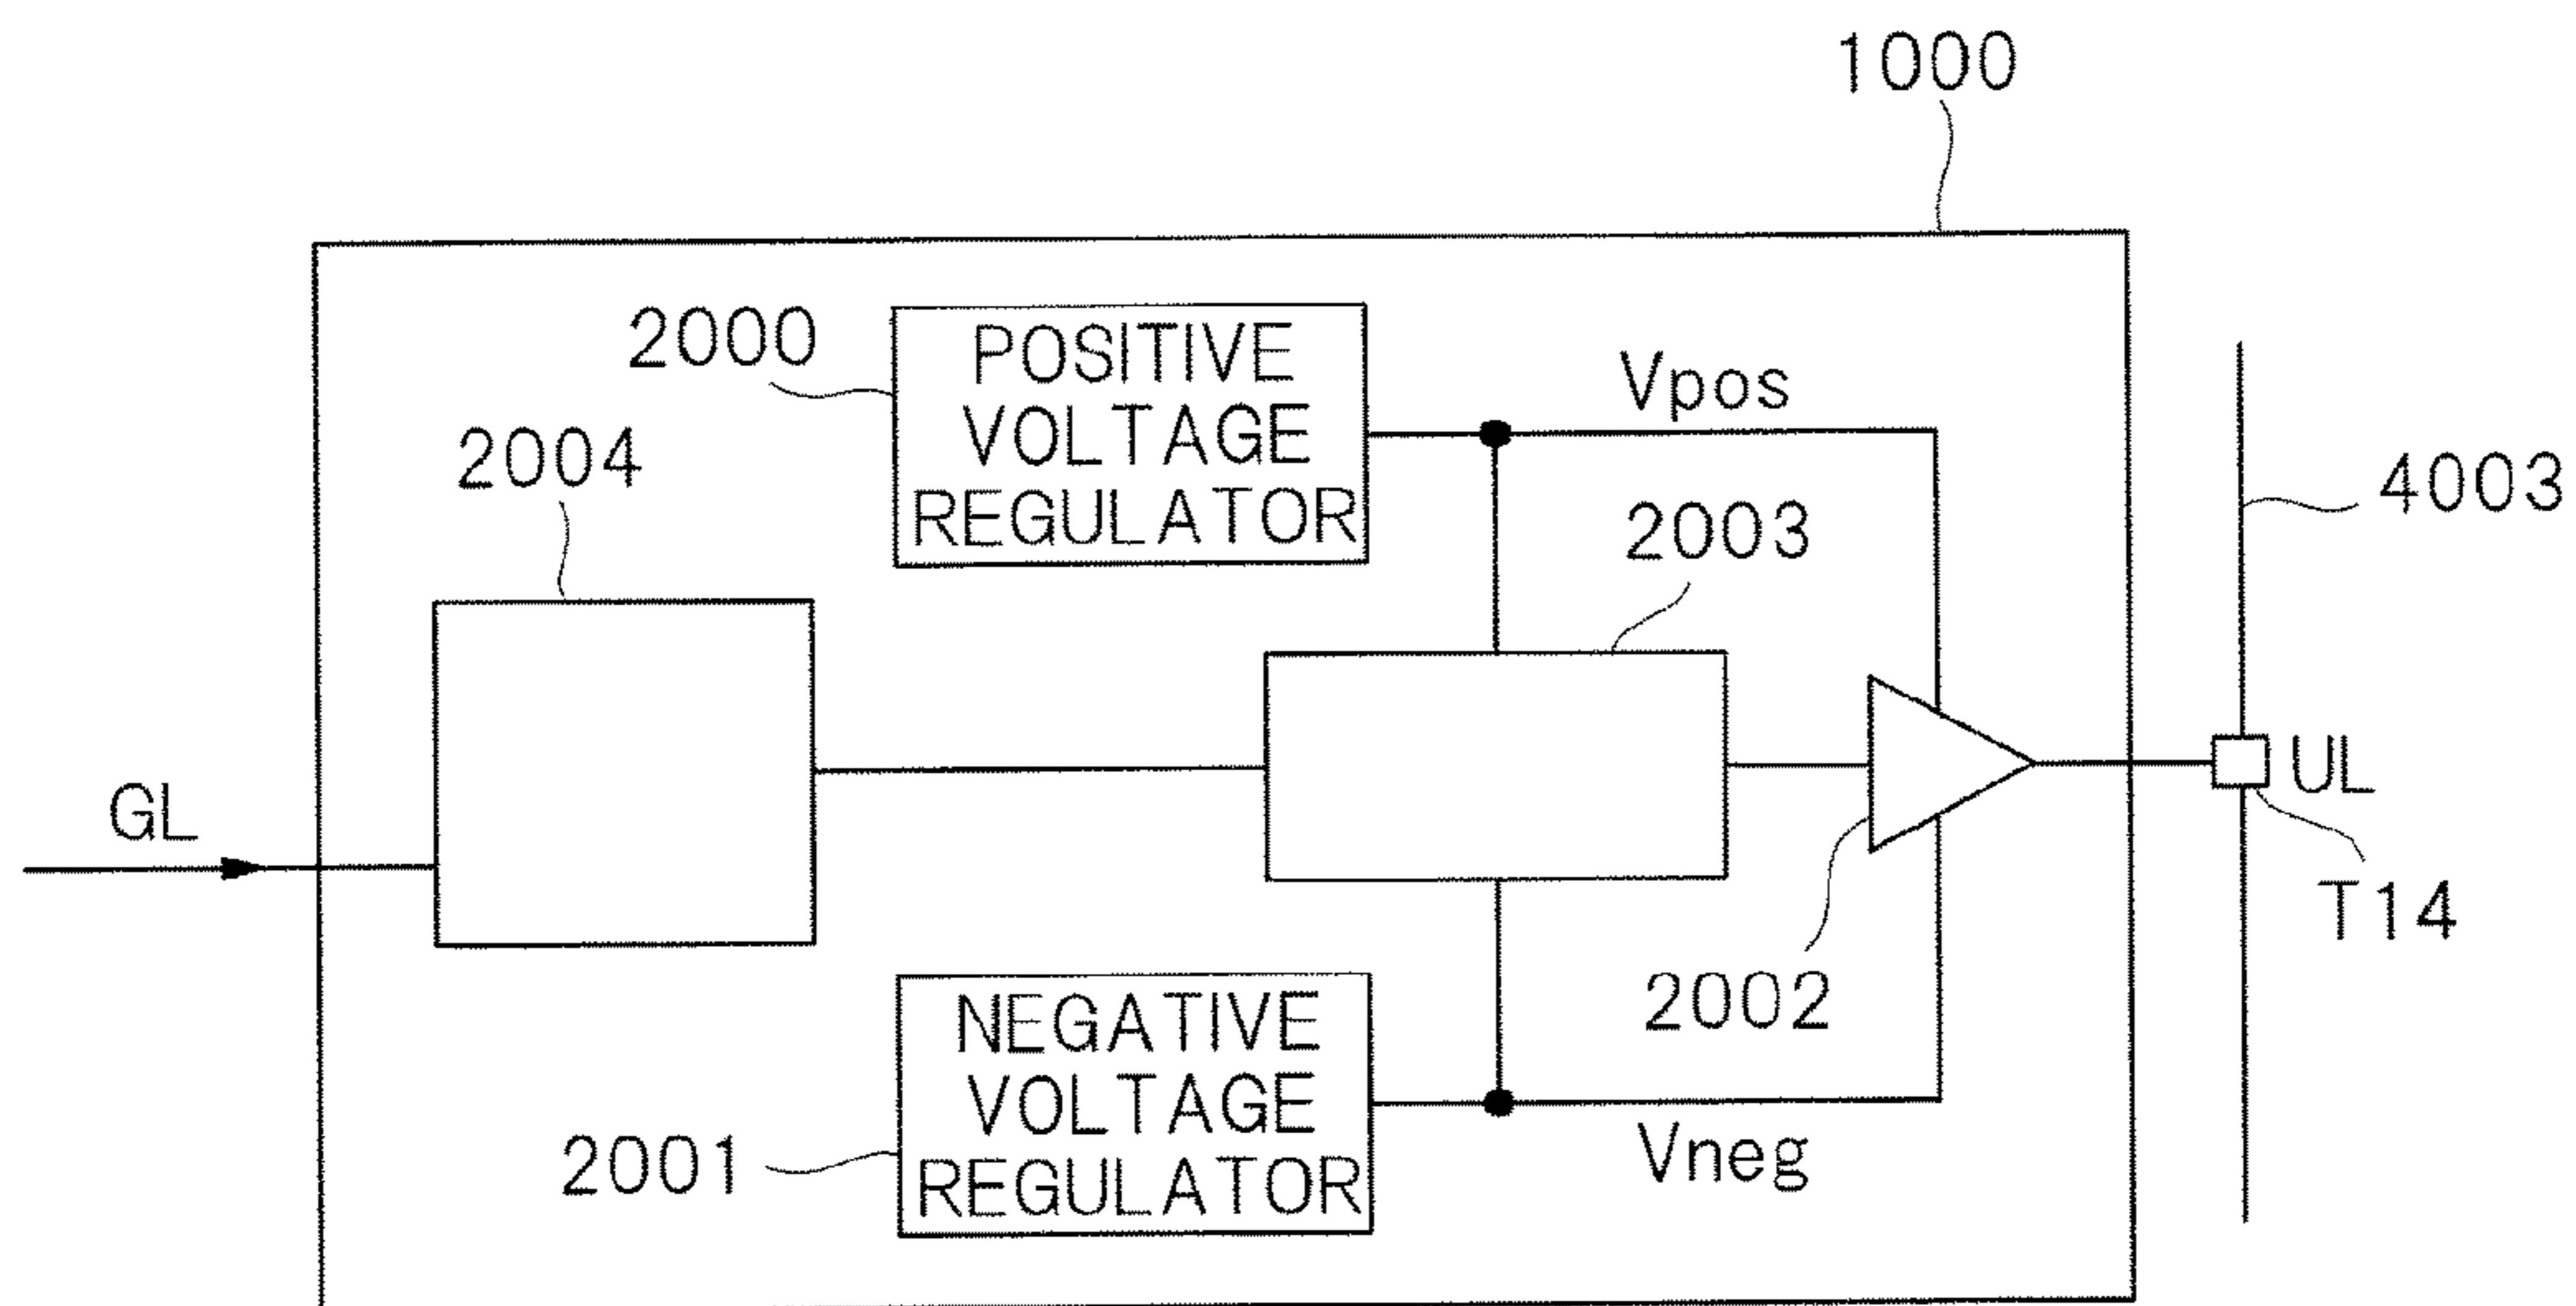 1000
2000
POSITIVE
VOLTAGE
REGULATOR
Vpos
2004
4003
2003
GL
UL
T14
2002
NEGATIVE
VOLTAGE
REGULATOR
2001
Vneg